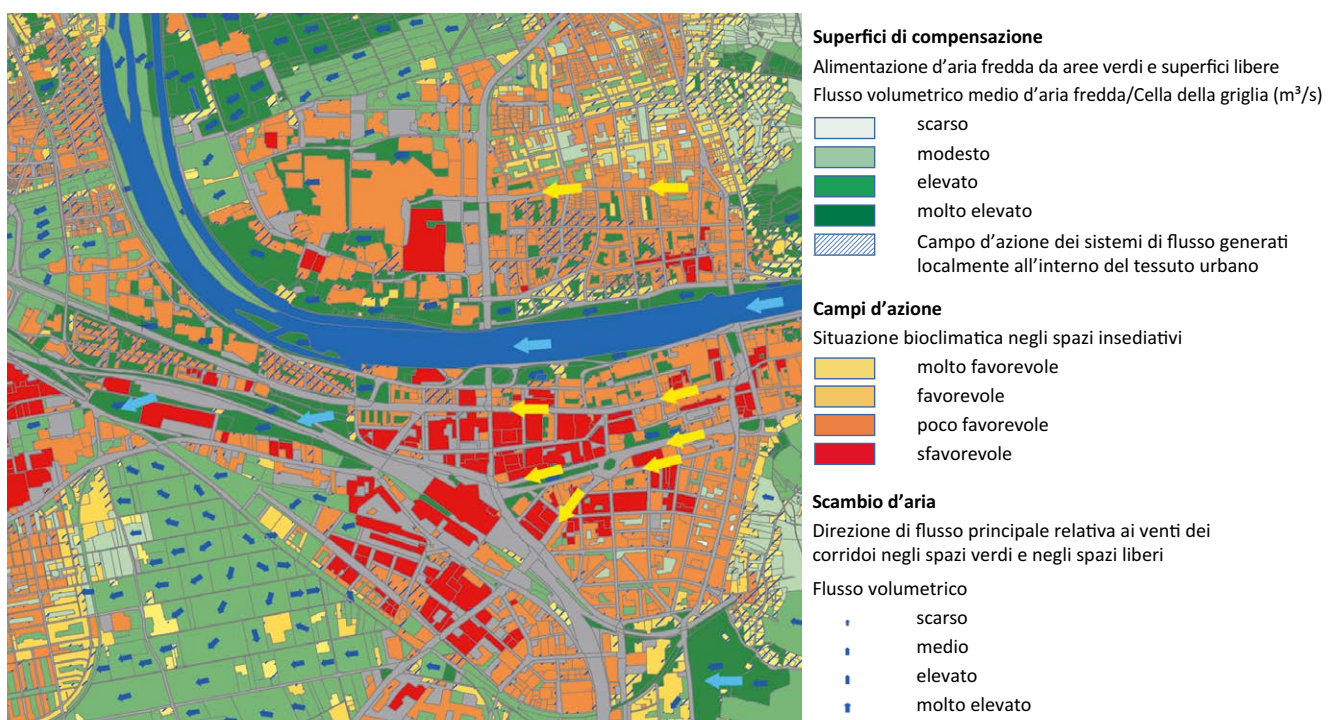 Superfici di compensazione
Alimentazione d’aria fredda da aree verdi e superfici libere
Flusso volumetrico medio d’aria fredda/Cella della griglia (m³/s)
scarso
modesto
elevato
molto elevato
Campo d’azione dei sistemi di flusso generati
localmente all’interno del tessuto urbano
Campi d’azione
Situazione bioclimatica negli spazi insediativi
molto favorevole
favorevole
poco favorevole
sfavorevole
Scambio d’aria
Direzione di flusso principale relativa ai venti dei
corridoi negli spazi verdi e negli spazi liberi
Flusso volumetrico
scarso
medio
elevato
molto elevato